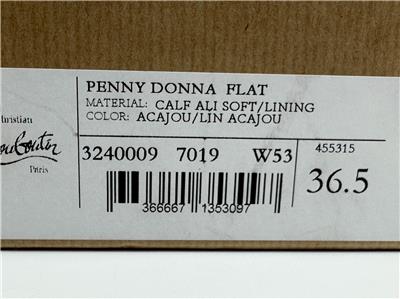 PENNY DONNA FLAT
MATERIAL: CALF ALI SOFT/LINING
COLOR: ACAJOU/LIN ACAJOU
hristian
Louboutin
Paris
3240009 7019 W53
455315
36.5
366667 1353097